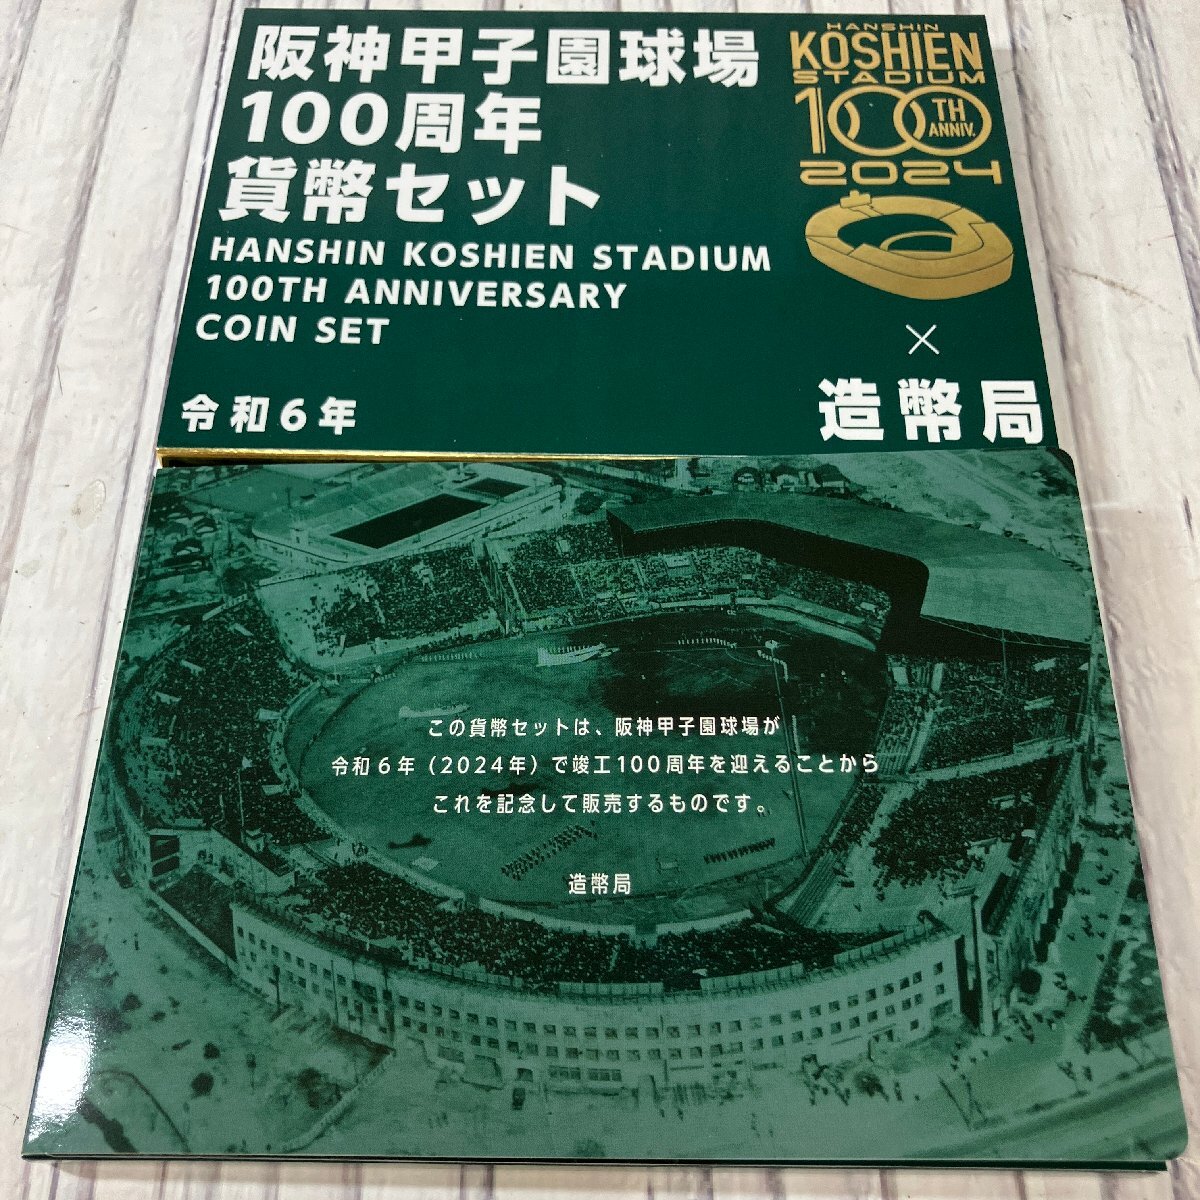 阪神甲子園球場
100周年
貨幣セット
HANSHIN KOSHIEN STADIUM
100TH ANNIVERSARY
COIN SET
令和6年
HANSHIN
KOSHIEN
STADIUM
100TH
ANNIV.
2024
×
造幣局
この貨幣セットは、阪神甲子園球場が
令和6年(2024年)で竣工100周年を迎えることから
これを記念して販売するものです。
造幣局